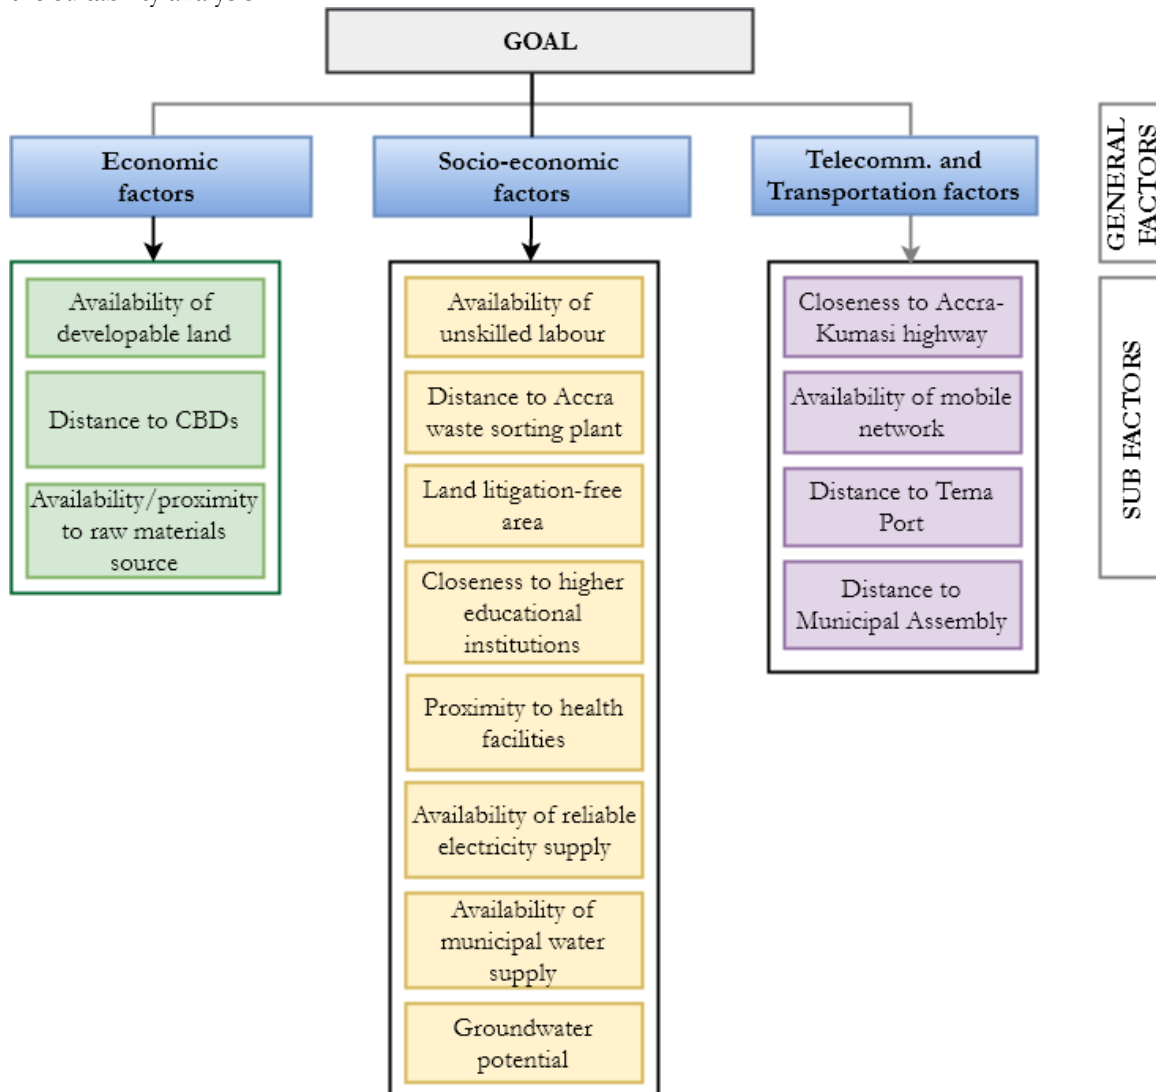 GOAL
Economic
factors
Socio-economic
factors
Telecomm. and
Transportation factors
GENERAL
FACTORS
Availability of
developable land
Distance to CBDs
Availability/proximity
to raw materials
source
Availability of
unskilled labour
Distance to Accra
waste sorting plant
Land litigation-free
area
Closeness to higher
educational
institutions
Proximity to health
facilities
Availability of reliable
electricity supply
Availability of
municipal water
supply
Groundwater
potential
Closeness to Accra-
Kumasi highway
Availability of mobile
network
Distance to Tema
Port
Distance to
Municipal Assembly
SUB FACTORS